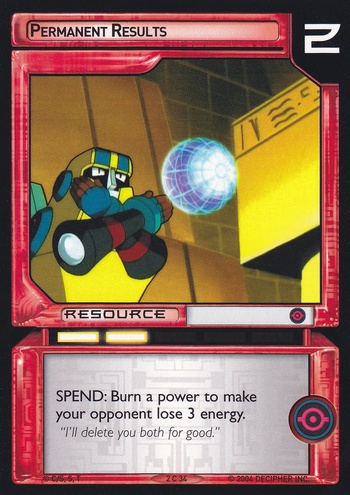 PERMANENT RESULTS
2
RESOURCE
SPEND: Burn a power to make
your opponent lose 3 energy.
“I’ll delete you both for good.”
© C/S, S, T
2 C 34
© 2004 DECIPHER INC.